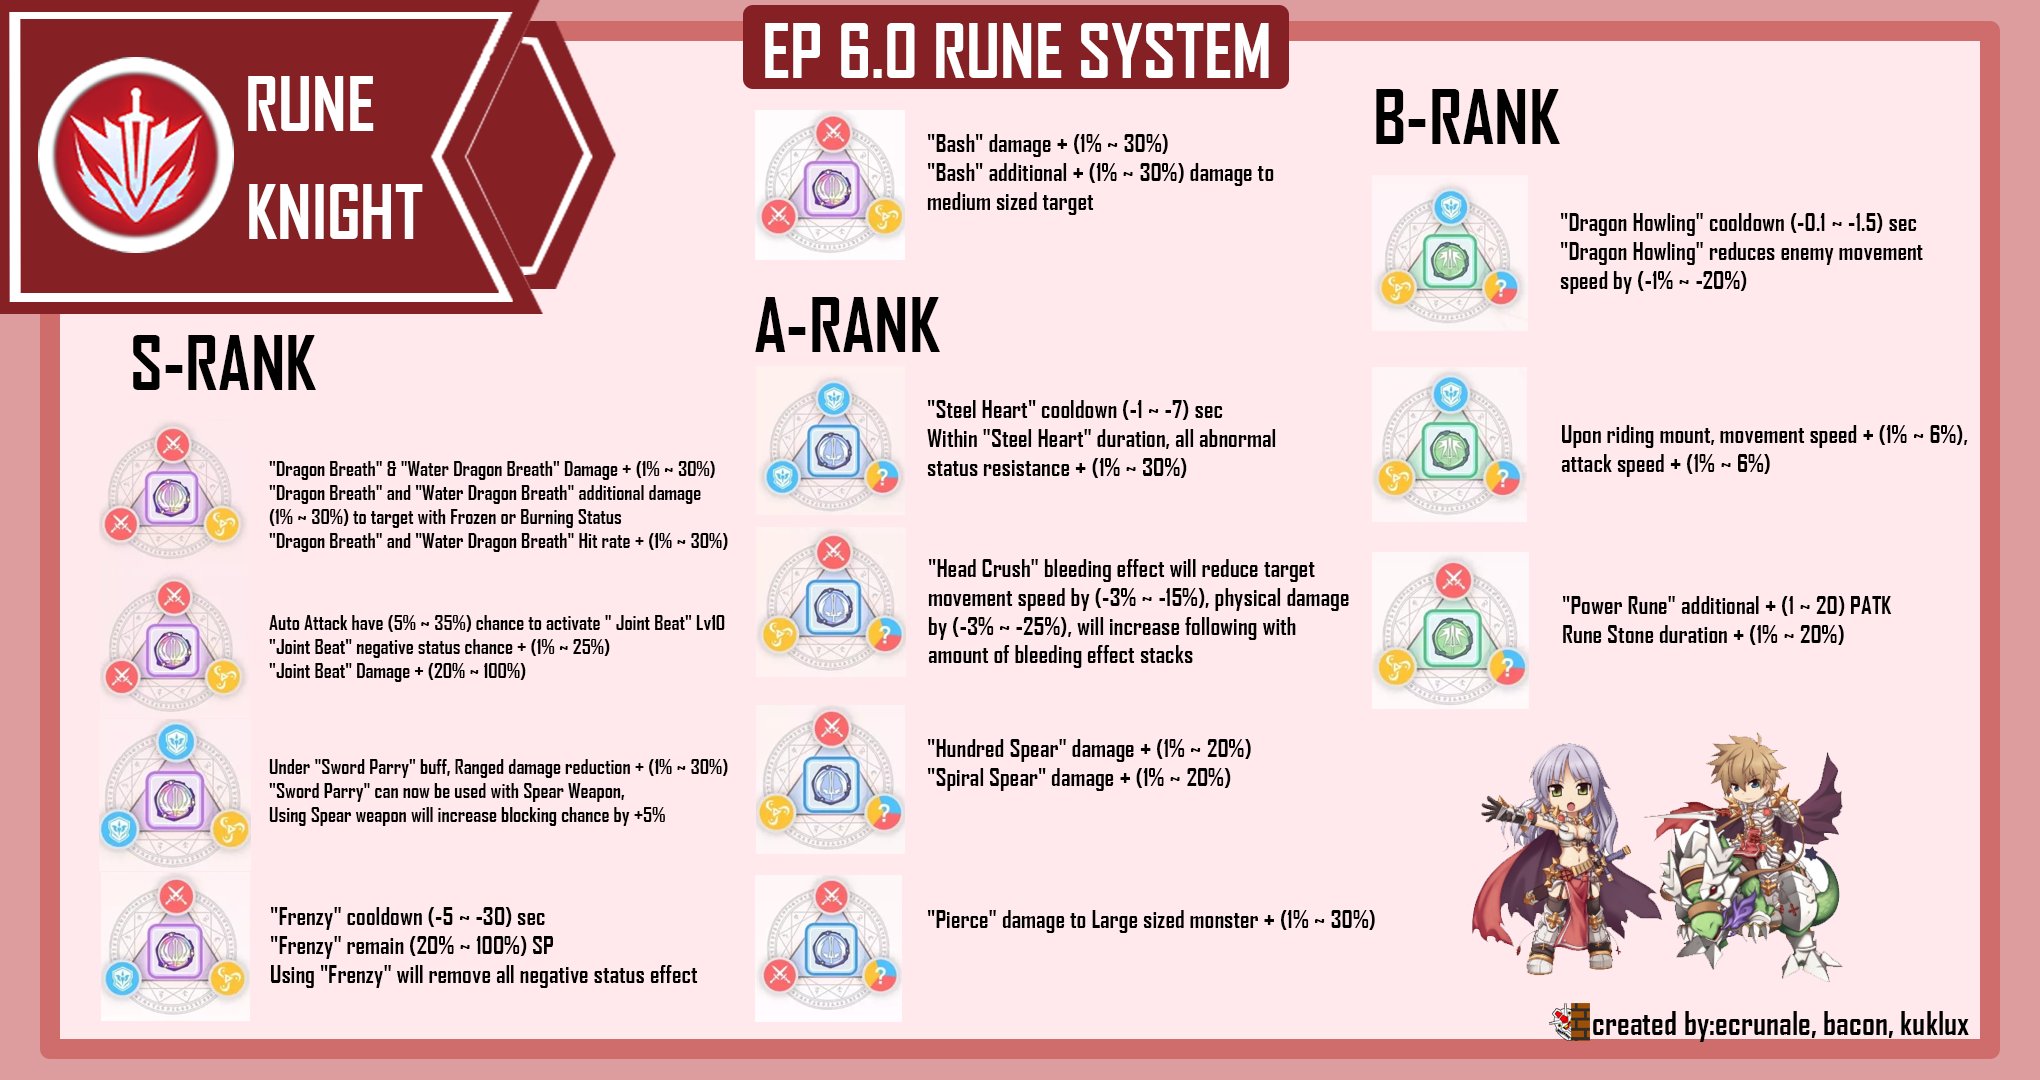 RUNE
KNIGHT
EP 6.0 RUNE SYSTEM
S-RANK
"Dragon Breath" & "Water Dragon Breath" Damage + (1% ~ 30%)
"Dragon Breath" and "Water Dragon Breath" additional damage
(1% ~ 30%) to target with Frozen or Burning Status
"Dragon Breath" and "Water Dragon Breath" Hit rate + (1% ~ 30%)
Auto Attack have (5% ~ 35%) chance to activate " Joint Beat" Lv10
"Joint Beat" negative status chance + (1% ~ 25%)
"Joint Beat" Damage + (20% ~ 100%)
Under "Sword Parry" buff, Ranged damage reduction + (1% ~ 30%)
"Sword Parry" can now be used with Spear Weapon,
Using Spear weapon will increase blocking chance by +5%
"Frenzy" cooldown (-5 ~ -30) sec
"Frenzy" remain (20% ~ 100%) SP
Using "Frenzy" will remove all negative status effect
"Bash" damage + (1% ~ 30%)
"Bash" additional + (1% ~ 30%) damage to
medium sized target
A-RANK
"Steel Heart" cooldown (-1 ~ -7) sec
Within "Steel Heart" duration, all abnormal
status resistance + (1% ~ 30%)
?
"Head Crush" bleeding effect will reduce target
movement speed by (-3% ~ -15%), physical damage
by (-3% ~ -25%), will increase following with
amount of bleeding effect stacks
?
"Hundred Spear" damage + (1% ~ 20%)
"Spiral Spear" damage + (1% ~ 20%)
?
"Pierce" damage to Large sized monster + (1% ~ 30%)
?
B-RANK
"Dragon Howling" cooldown (-0.1 ~ -1.5) sec
"Dragon Howling" reduces enemy movement
speed by (-1% ~ -20%)
?
Upon riding mount, movement speed + (1% ~ 6%),
attack speed + (1% ~ 6%)
?
"Power Rune" additional + (1 ~ 20) PATK
Rune Stone duration + (1% ~ 20%)
?
created by:ecrunale, bacon, kuklux